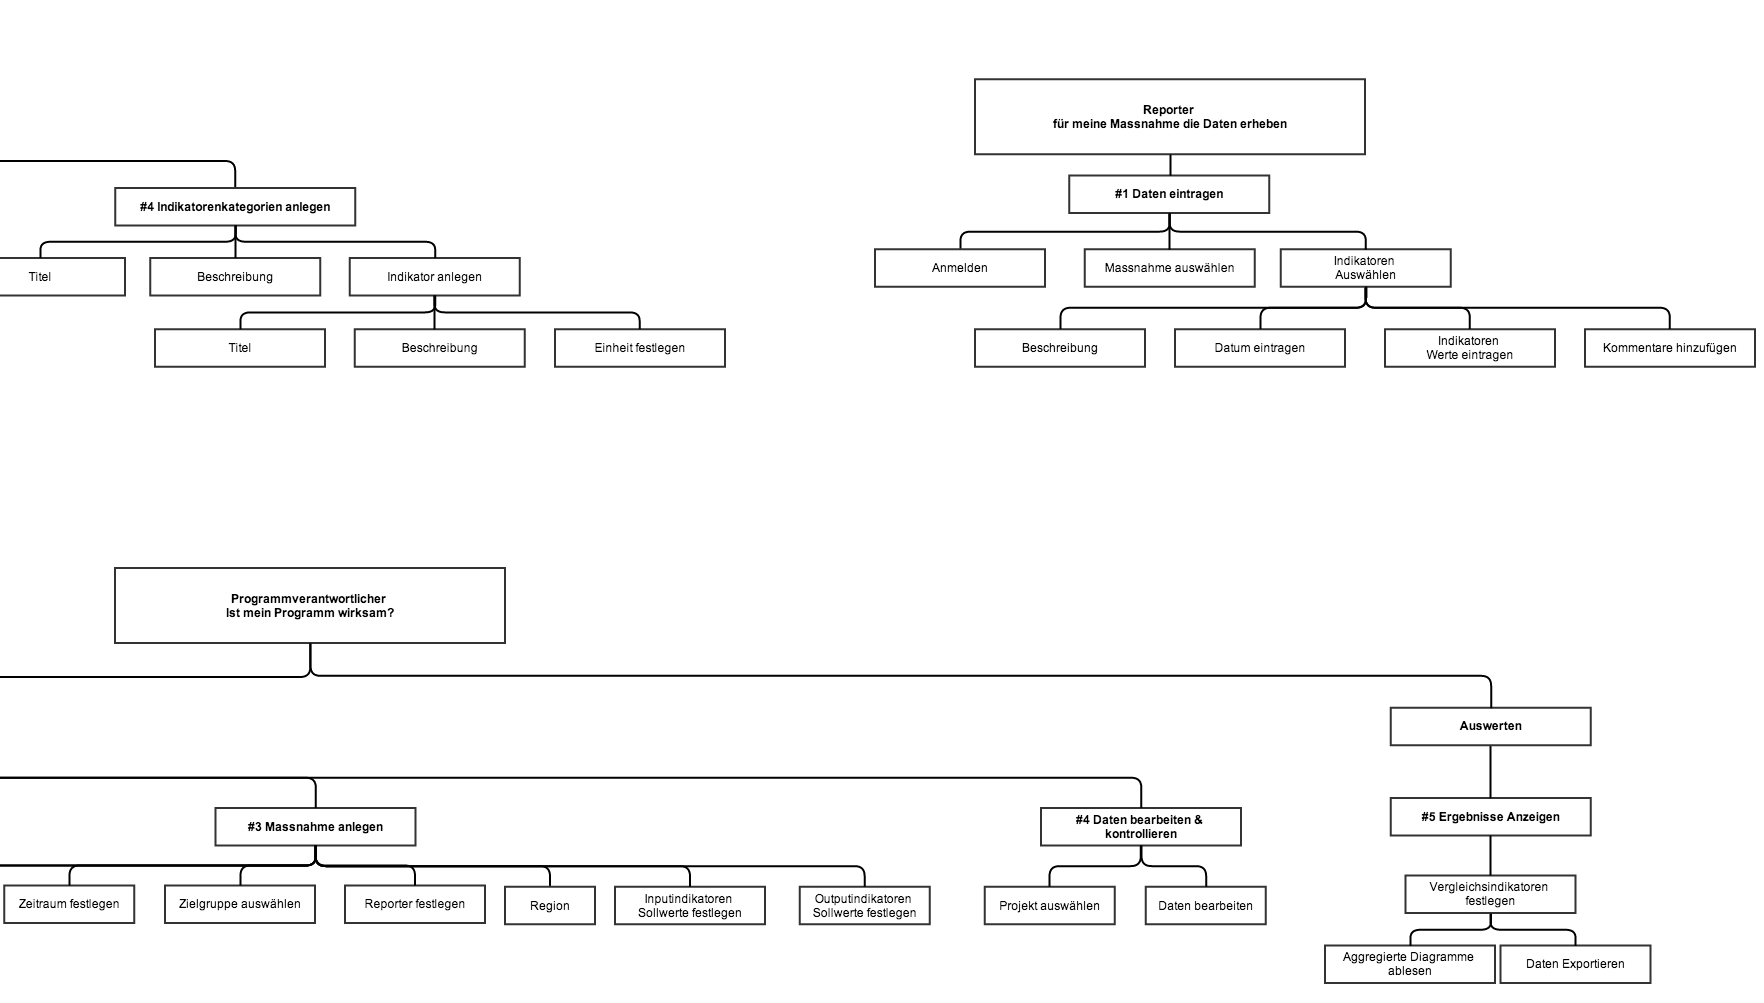 Reporter
für meine Massnahme die Daten erheben
#4 Indikatorenkategorien anlegen
#1 Daten eintragen
Titel
Beschreibung
Indikator anlegen
Anmelden
Massnahme auswählen
Indikatoren
Auswählen
Titel
Beschreibung
Einheit festlegen
Beschreibung
Datum eintragen
Indikatoren
Werte eintragen
Kommentare hinzufügen
Programmverantwortlicher
Ist mein Programm wirksam?
Auswerten
#3 Massnahme anlegen
#4 Daten bearbeiten &
kontrollieren
#5 Ergebnisse Anzeigen
Zeitraum festlegen
Zielgruppe auswählen
Reporter festlegen
Region
Inputindikatoren
Sollwerte festlegen
Outputindikatoren
Sollwerte festlegen
Projekt auswählen
Daten bearbeiten
Vergleichsindikatoren
festlegen
Aggregierte Diagramme
ablesen
Daten Exportieren